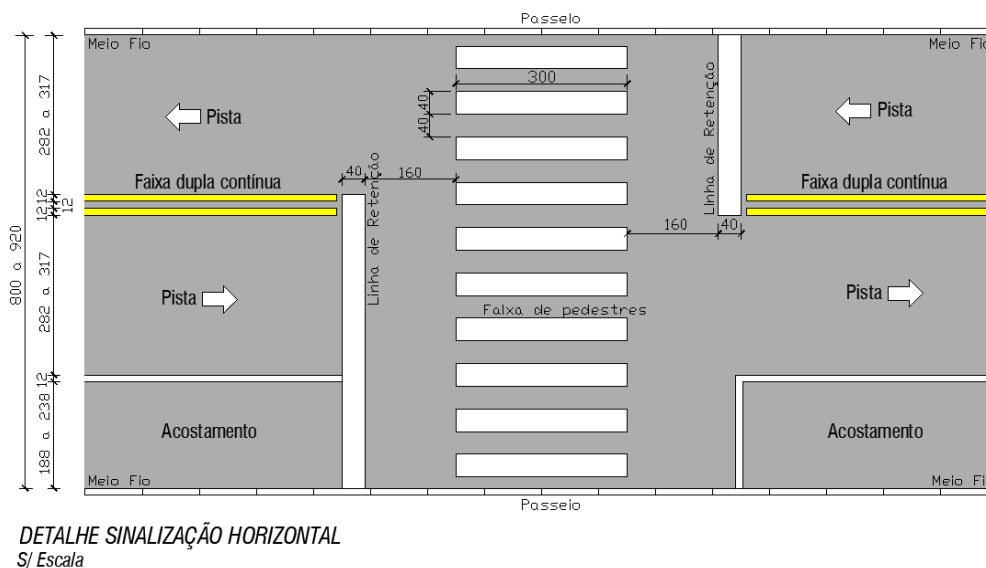 Passeio
Meio Fio
Meio Fio
300
40
40
Pista
Pista
Linha de Retenção
282 a 317
Faixa dupla contínua
Faixa dupla contínua
40
160
12
12
12
160
40
Linha de Retenção
800 a 920
282 a 317
Pista
Pista
Faixa de pedestres
12
188 a 238
Acostamento
Acostamento
Meio Fio
Meio Fio
Passeio
DETALHE SINALIZAÇÃO HORIZONTAL
S/ Escala